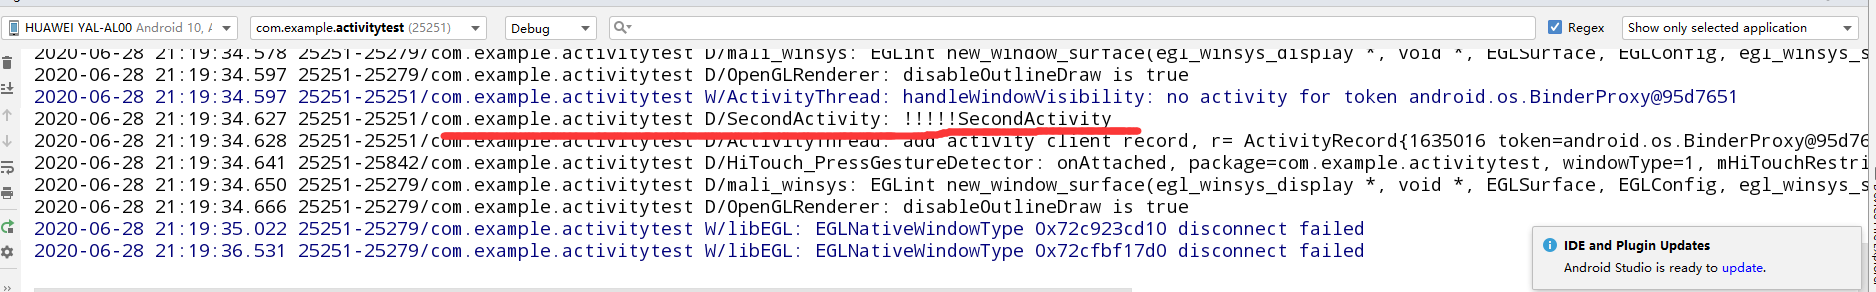 HUAWEI YAL-AL00 Android 10, A
com.example.activitytest (25251)
Debug
Regex
Show only selected application
2020-06-28 21:19:34.578 25251-25279/com.example.activitytest D/mali_winsys: EGLint new_window_surface(egl_winsys_display *, void *, EGLSurface, EGLConfig, egl_winsys_s
2020-06-28 21:19:34.597 25251-25279/com.example.activitytest D/OpenGLRenderer: disableOutlineDraw is true
2020-06-28 21:19:34.597 25251-25251/com.example.activitytest W/ActivityThread: handleWindowVisibility: no activity for token android.os.BinderProxy@95d7651
2020-06-28 21:19:34.627 25251-25251/com.example.activitytest D/SecondActivity: !!!!!SecondActivity
2020-06-28 21:19:34.628 25251-25251/com.example.activitytest D/ActivityThread: add activity client record, r= ActivityRecord{1635016 token=android.os.BinderProxy@95d76
2020-06-28 21:19:34.641 25251-25842/com.example.activitytest D/HiTouch_PressGestureDetector: onAttached, package=com.example.activitytest, windowType=1, mHiTouchRestri
2020-06-28 21:19:34.650 25251-25279/com.example.activitytest D/mali_winsys: EGLint new_window_surface(egl_winsys_display *, void *, EGLSurface, EGLConfig, egl_winsys_s
2020-06-28 21:19:34.666 25251-25279/com.example.activitytest D/OpenGLRenderer: disableOutlineDraw is true
2020-06-28 21:19:35.022 25251-25279/com.example.activitytest W/libEGL: EGLNativeWindowType 0x72c923cd10 disconnect failed
2020-06-28 21:19:36.531 25251-25279/com.example.activitytest W/libEGL: EGLNativeWindowType 0x72cfbf17d0 disconnect failed
IDE and Plugin Updates
Android Studio is ready to update.